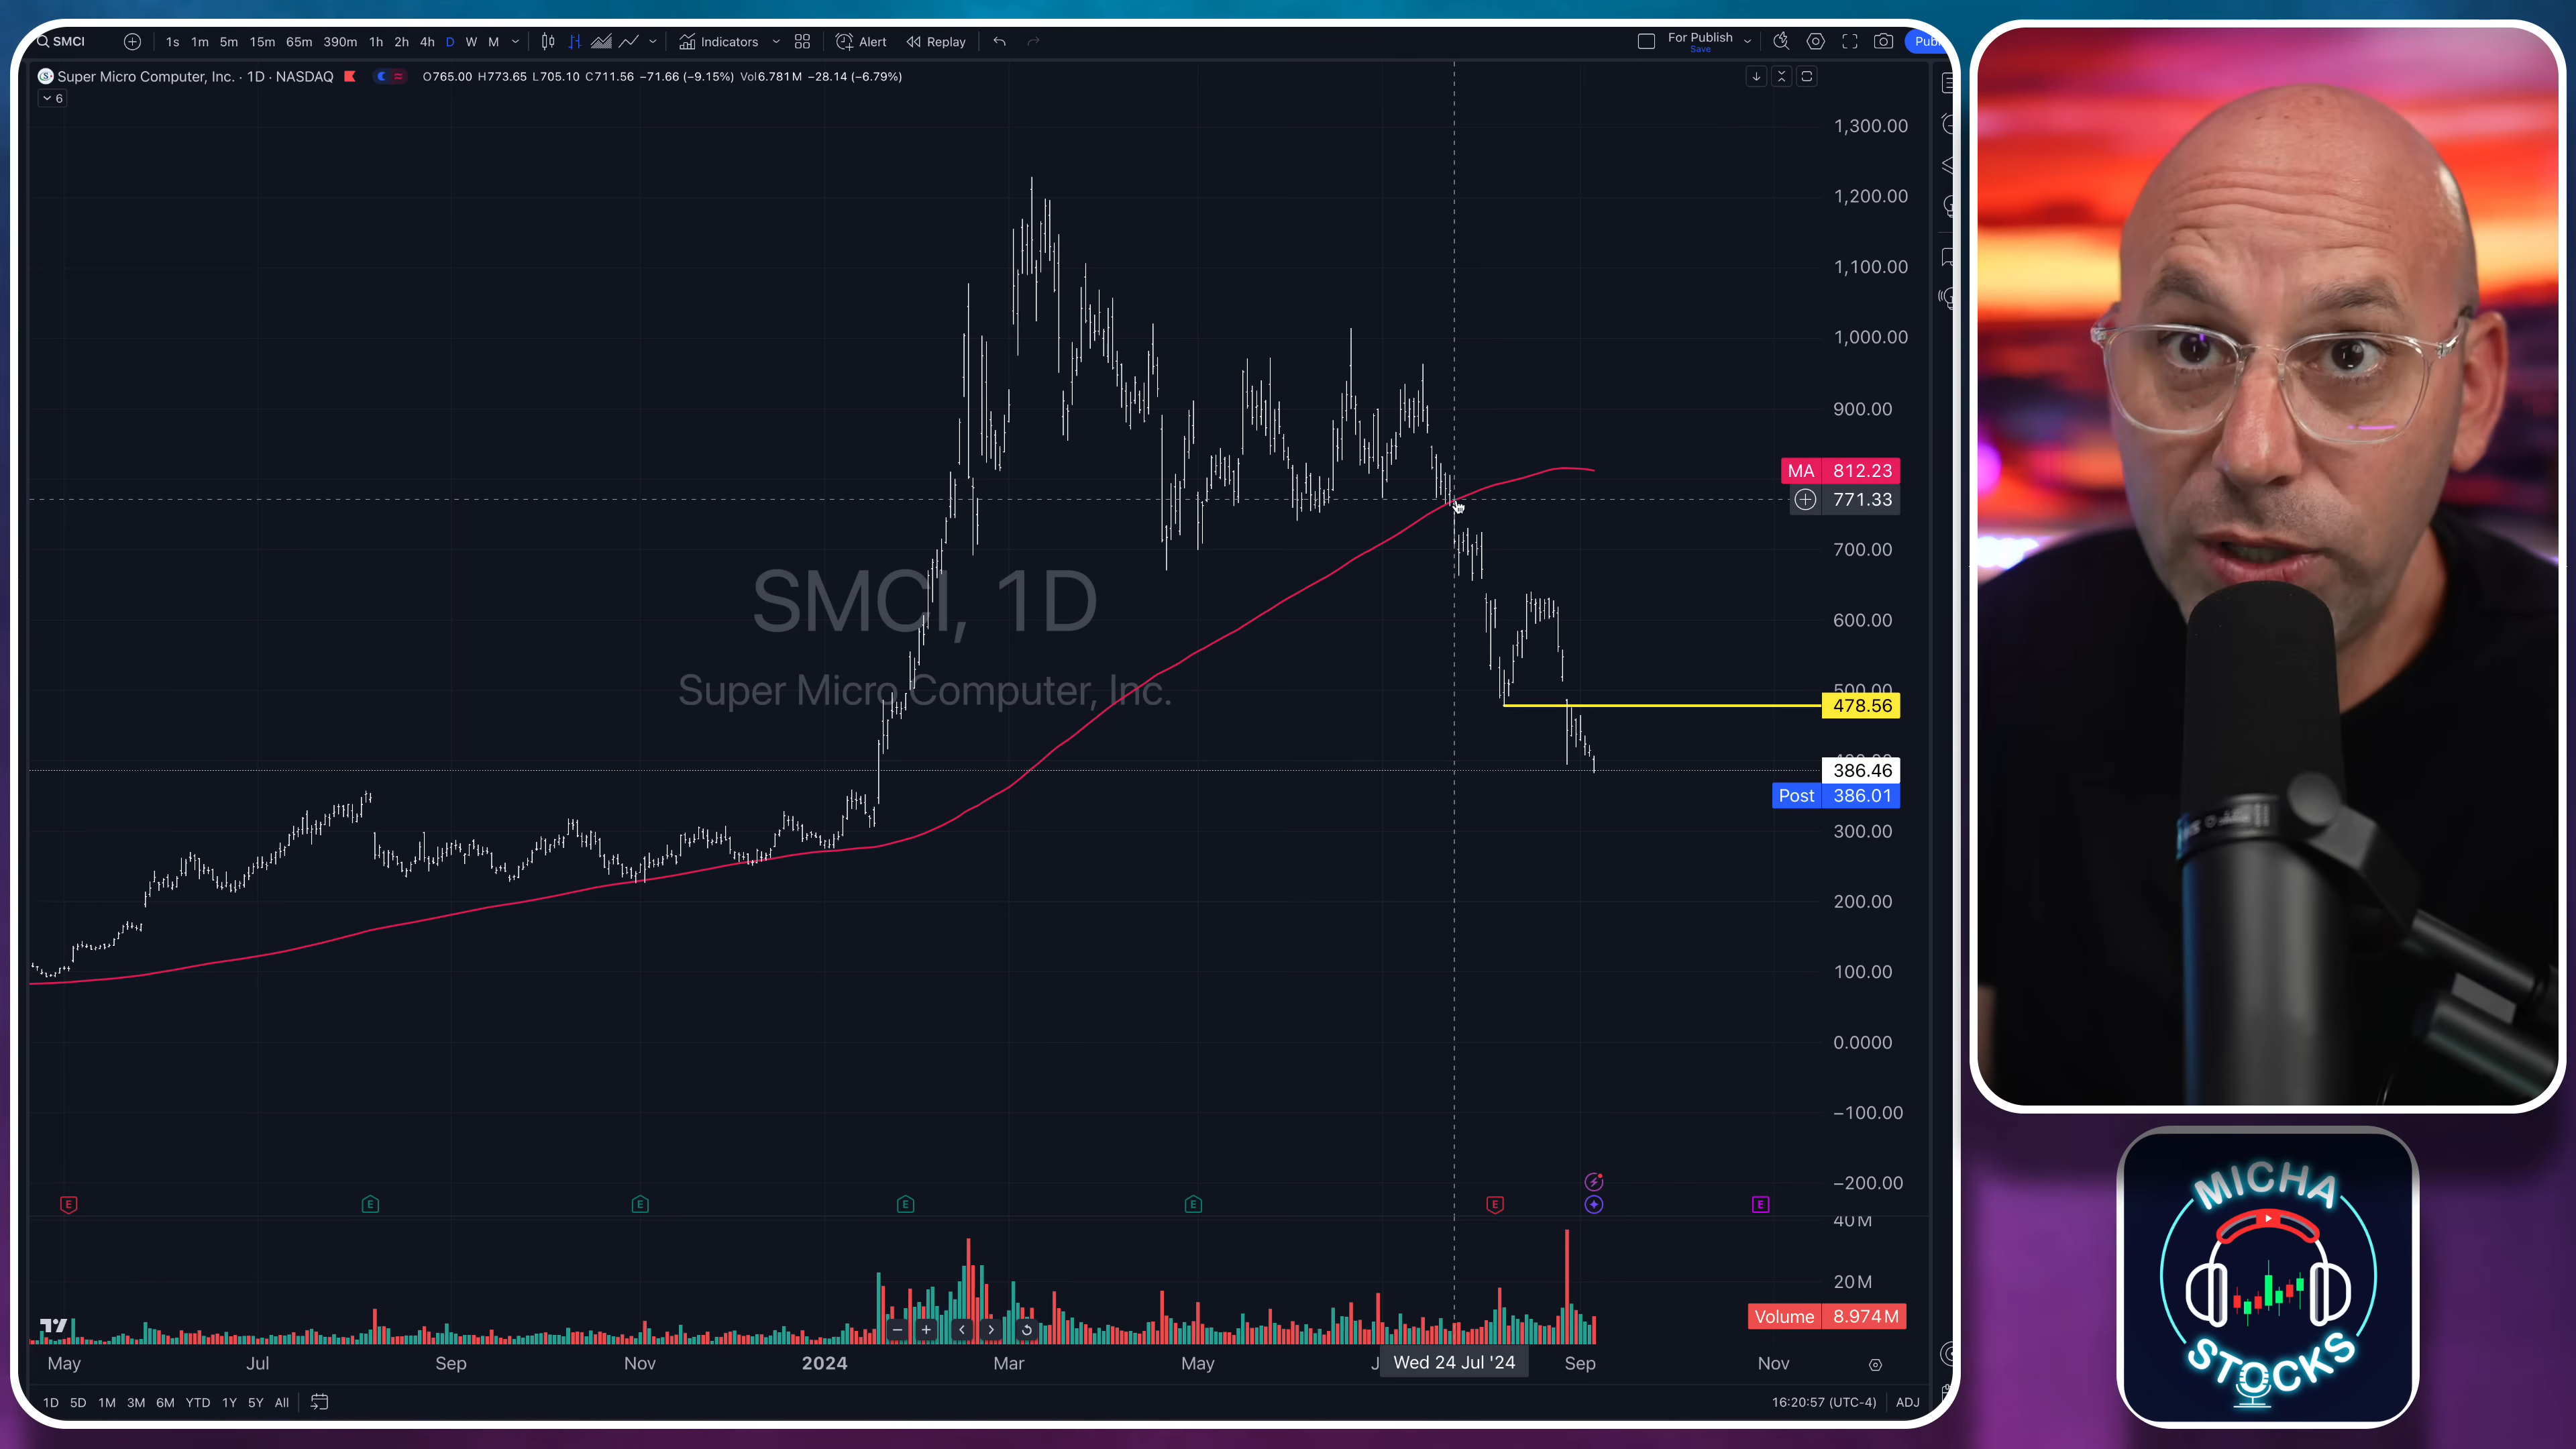 SMCI 1s 1m 5m 15m 65m 390m 1h 2h 4h D W M Indicators Alert Replay For Publish Save
Super Micro Computer, Inc. · 1D · NASDAQ O765.00 H773.65 L705.10 C711.56 −71.66 (−9.15%) Vol6.781M −28.14 (−6.79%)
6
1,300.00
1,200.00
1,100.00
1,000.00
900.00
MA 812.23
771.33
700.00
SMCI, 1D
600.00
Super Micro Computer, Inc.
500.00
478.56
386.46
Post 386.01
300.00
200.00
100.00
0.0000
−100.00
−200.00
E E E E E E E
40M
20M
Volume 8.974M
May Jul Sep Nov 2024 Mar May Wed 24 Jul '24 Sep Nov
1D 5D 1M 3M 6M YTD 1Y 5Y All 16:20:57 (UTC-4) ADJ
MICHA
STOCKS